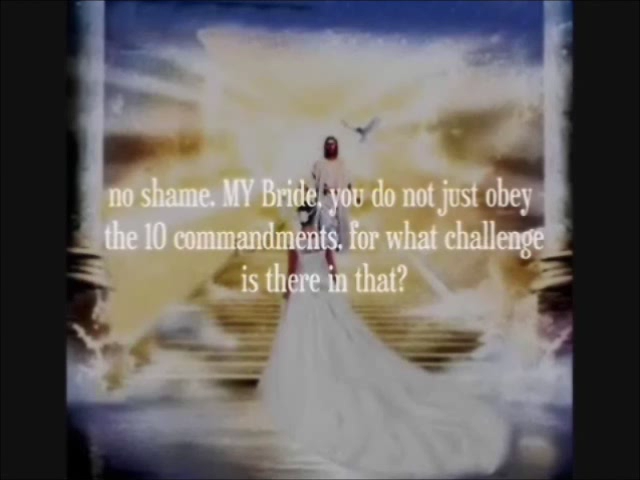 no shame. MY Bride, you do not just obey
the 10 commandments, for what challenge
is there in that?